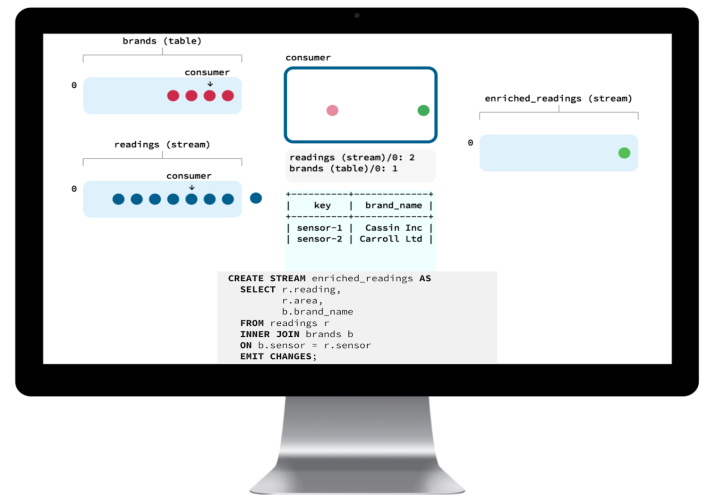 brands (table)
consumer
0
readings (stream)
consumer
0
consumer
readings (stream)/0: 2
brands (table)/0: 1
+-----------+------------+
| key | brand_name |
+-----------+------------+
| sensor-1 | Cassin Inc |
| sensor-2 | Carroll Ltd |
enriched_readings (stream)
0
CREATE STREAM enriched_readings AS
SELECT r.reading,
r.area,
b.brand_name
FROM readings r
INNER JOIN brands b
ON b.sensor = r.sensor
EMIT CHANGES;